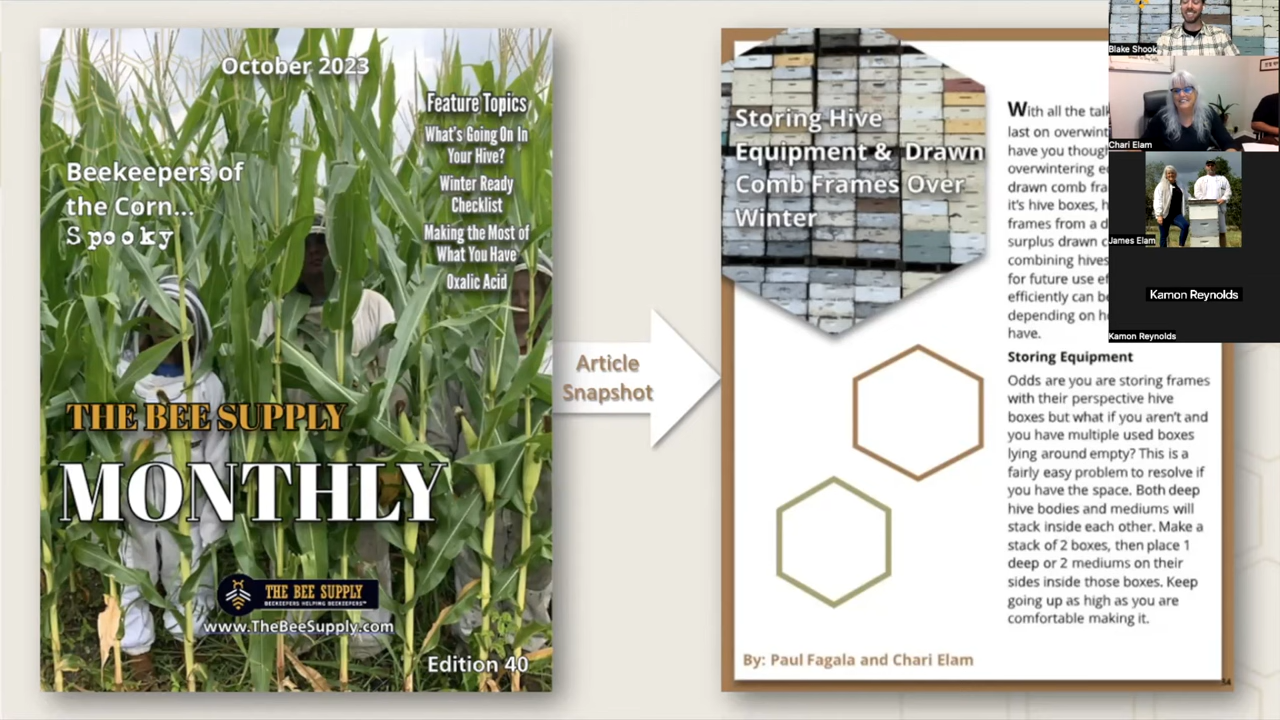 October 2023
Feature Topics
What's Going On In
Your Hive?
Winter Ready
Checklist
Making the Most of
What You Have
Oxalic Acid
Beekeepers of
the Corn...
Spooky
THE BEE SUPPLY
MONTHLY
THE BEE SUPPLY
BEEKEEPERS HELPING BEEKEEPERS™
www.TheBeeSupply.com
Edition 40
Article
Snapshot
Storing Hive
Equipment & Drawn
Comb Frames Over
Winter
With all the talk
last on overwint
have you though
overwintering e
drawn comb fra
it's hive boxes, h
frames from a d
surplus drawn c
combining hives
for future use ef
efficiently can be
depending on h
have.
Storing Equipment
Odds are you are storing frames
with their perspective hive
boxes but what if you aren't and
you have multiple used boxes
lying around empty? This is a
fairly easy problem to resolve if
you have the space. Both deep
hive bodies and mediums will
stack inside each other. Make a
stack of 2 boxes, then place 1
deep or 2 mediums on their
sides inside those boxes. Keep
going up as high as you are
comfortable making it.
By: Paul Fagala and Chari Elam
Blake Shook
Chari Elam
James Elam
Kamon Reynolds
Kamon Reynolds